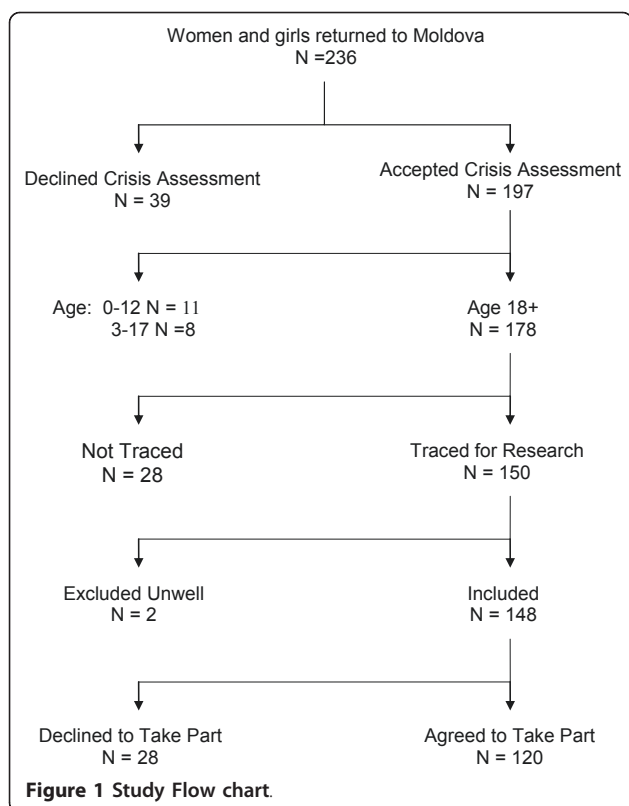 Women and girls returned to Moldova
N =236
Declined Crisis Assessment
N = 39
Accepted Crisis Assessment
N = 197
Age: 0-12 N = 11
3-17 N =8
Age 18+
N = 178
Not Traced
N = 28
Traced for Research
N = 150
Excluded Unwell
N = 2
Included
N = 148
Declined to Take Part
N = 28
Agreed to Take Part
N = 120
Figure 1 Study Flow chart.